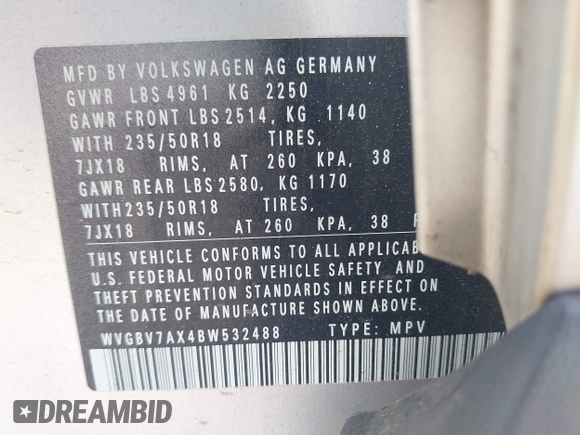 MFD BY VOLKSWAGEN AG GERMANY
GVWR LBS 4961 KG 2250
GAWR FRONT LBS 2514, KG 1140
WITH 235/50R18 TIRES,
7JX18 RIMS, AT 260 KPA, 38
GAWR REAR LBS 2580, KG 1170
WITH235/50R18 TIRES,
7JX18 RIMS, AT 260 KPA, 38
THIS VEHICLE CONFORMS TO ALL APPLICAB
U.S. FEDERAL MOTOR VEHICLE SAFETY AND
THEFT PREVENTION STANDARDS IN EFFECT ON
THE DATE OF MANUFACTURE SHOWN ABOVE.
WVGBV7AX4BW532488 TYPE: MPV
DREAMBID